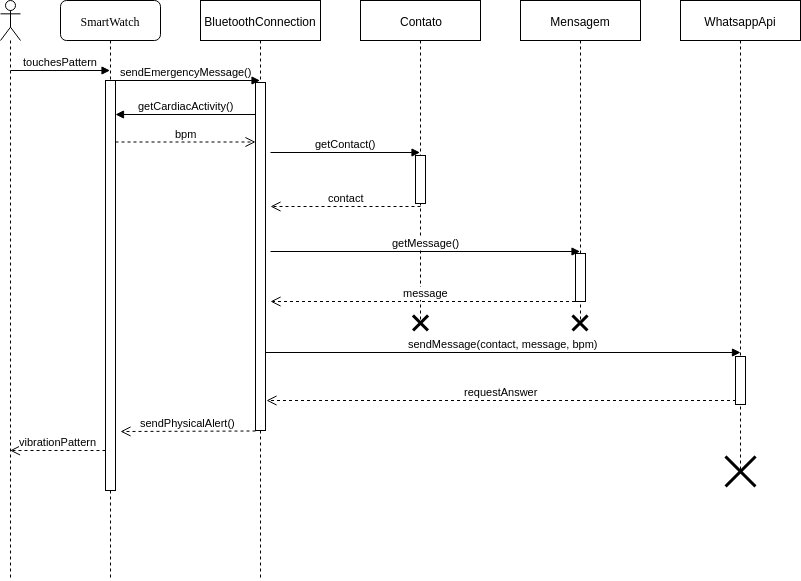 SmartWatch
BluetoothConnection
Contato
Mensagem
WhatsappApi
touchesPattern
sendEmergencyMessage()
getCardiacActivity()
bpm
getContact()
contact
getMessage()
message
sendMessage(contact, message, bpm)
requestAnswer
sendPhysicalAlert()
vibrationPattern